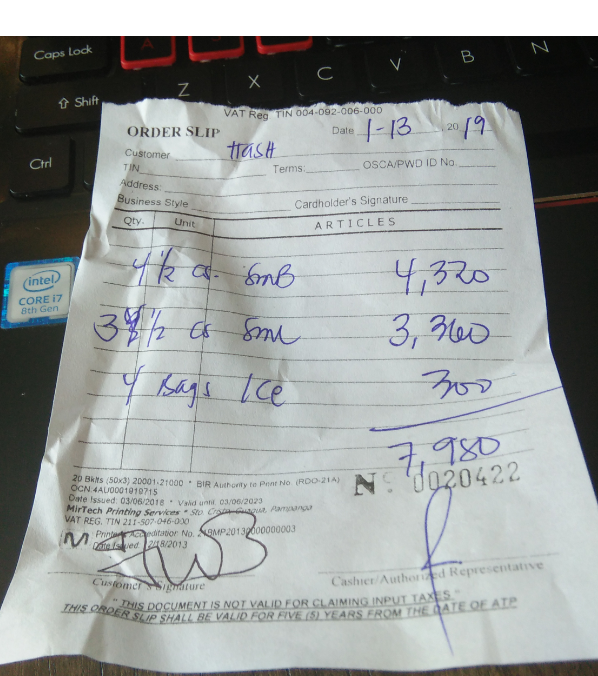 Caps Lock
A
Shift
Z
X
C
V
B
N
Ctrl
VAT Reg TIN 004-092-006-000
ORDER SLIP
Date 1-13, 2019
Customer HASH
TIN Terms: OSCA/PWD ID No.
Address:
Business Style Cardholder's Signature
Qty. Unit ARTICLES
4 1/2 cs. SMB 4,320
3 1/2 cs SML 3,360
4 Bags Ice 300
7,980
intel
CORE i7
8th Gen
20 Bklts (50x3) 20001-21000 * BIR Authority to Print No. (RDO-21A)
OCN:4AU0001919715
Date Issued: 03/06/2018 * Valid until 03/06/2023
MirTech Printing Services * Sto. Cristo, Guagua, Pampanga
VAT REG. TIN 211-507-046-000
Printer's Accreditation No. 21BMP20130000000003
Date Issued: 12/18/2013
Nº 0020422
Customer's Signature
Cashier/Authorized Representative
"THIS DOCUMENT IS NOT VALID FOR CLAIMING INPUT TAXES"
THIS ORDER SLIP SHALL BE VALID FOR FIVE (5) YEARS FROM THE DATE OF ATP